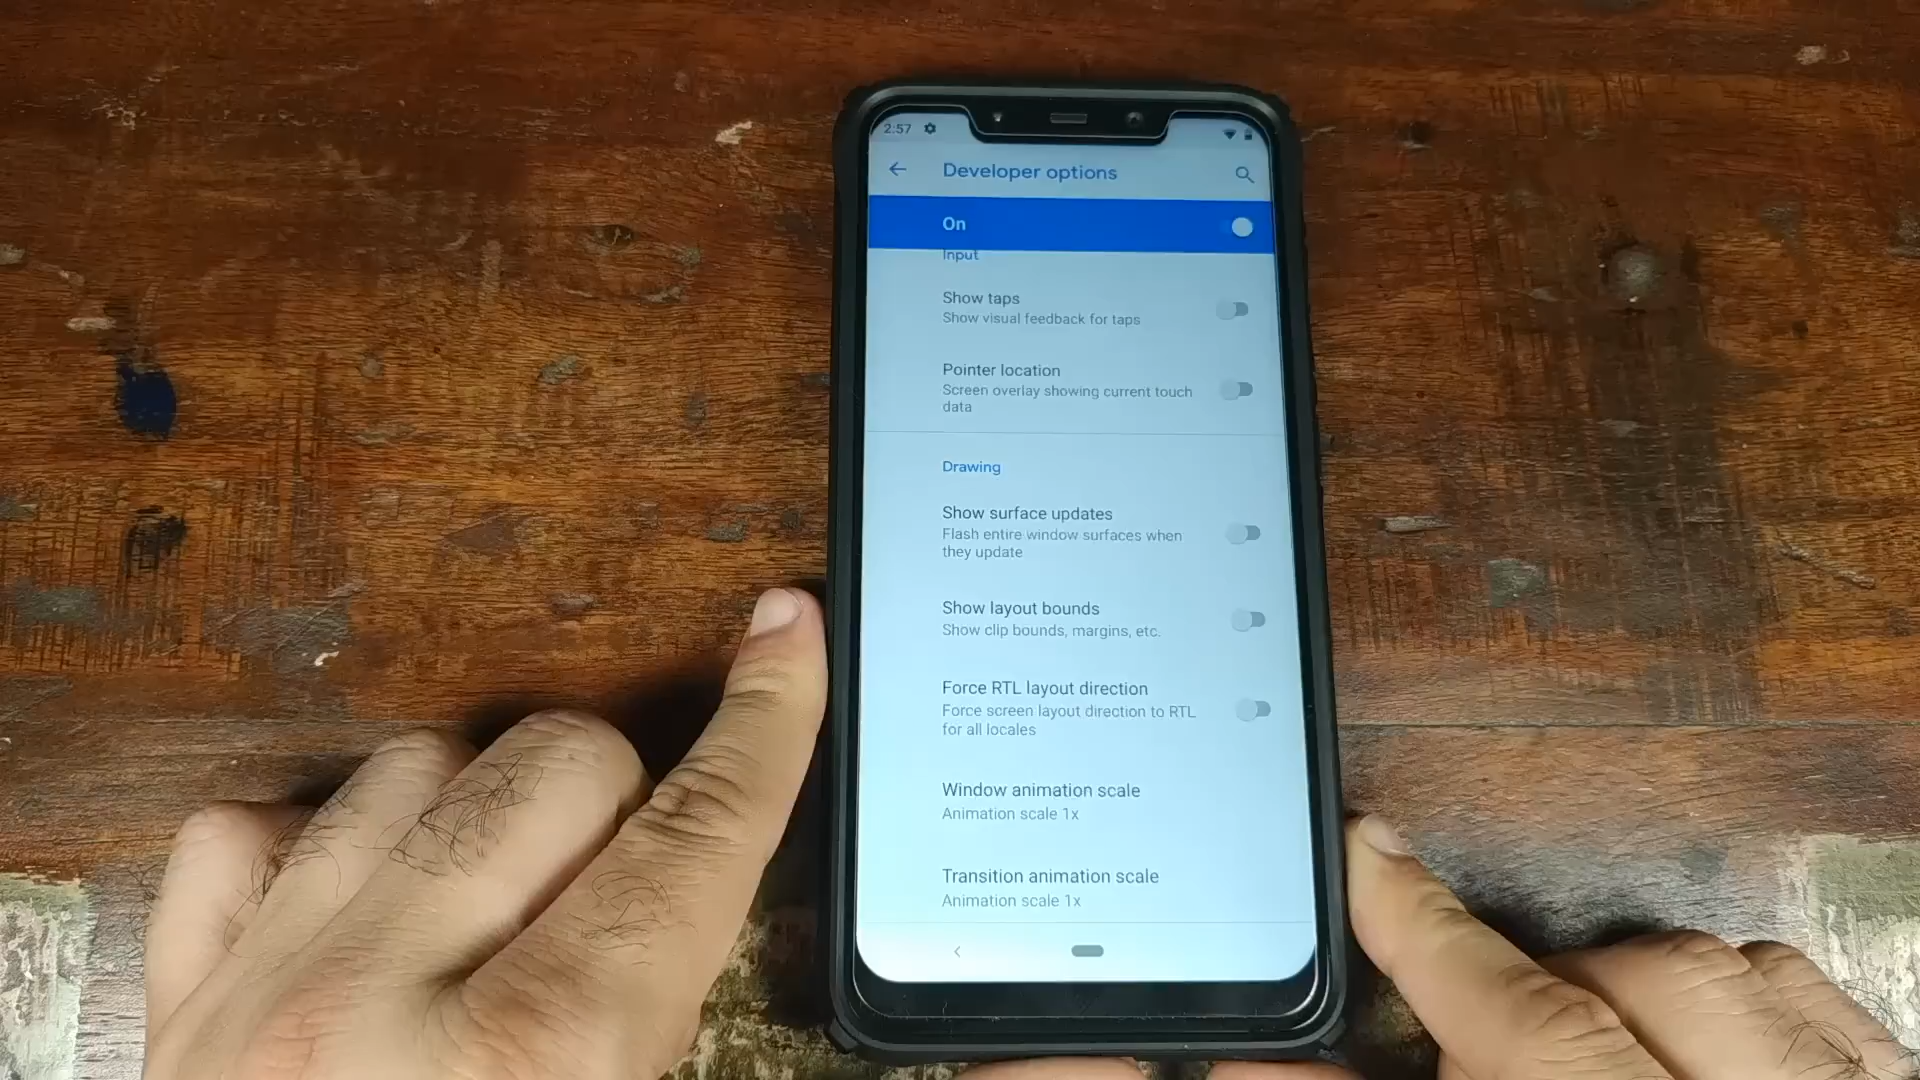 2:57
Developer options
On
Input
Show taps
Show visual feedback for taps
Pointer location
Screen overlay showing current touch
data
Drawing
Show surface updates
Flash entire window surfaces when
they update
Show layout bounds
Show clip bounds, margins, etc.
Force RTL layout direction
Force screen layout direction to RTL
for all locales
Window animation scale
Animation scale 1x
Transition animation scale
Animation scale 1x